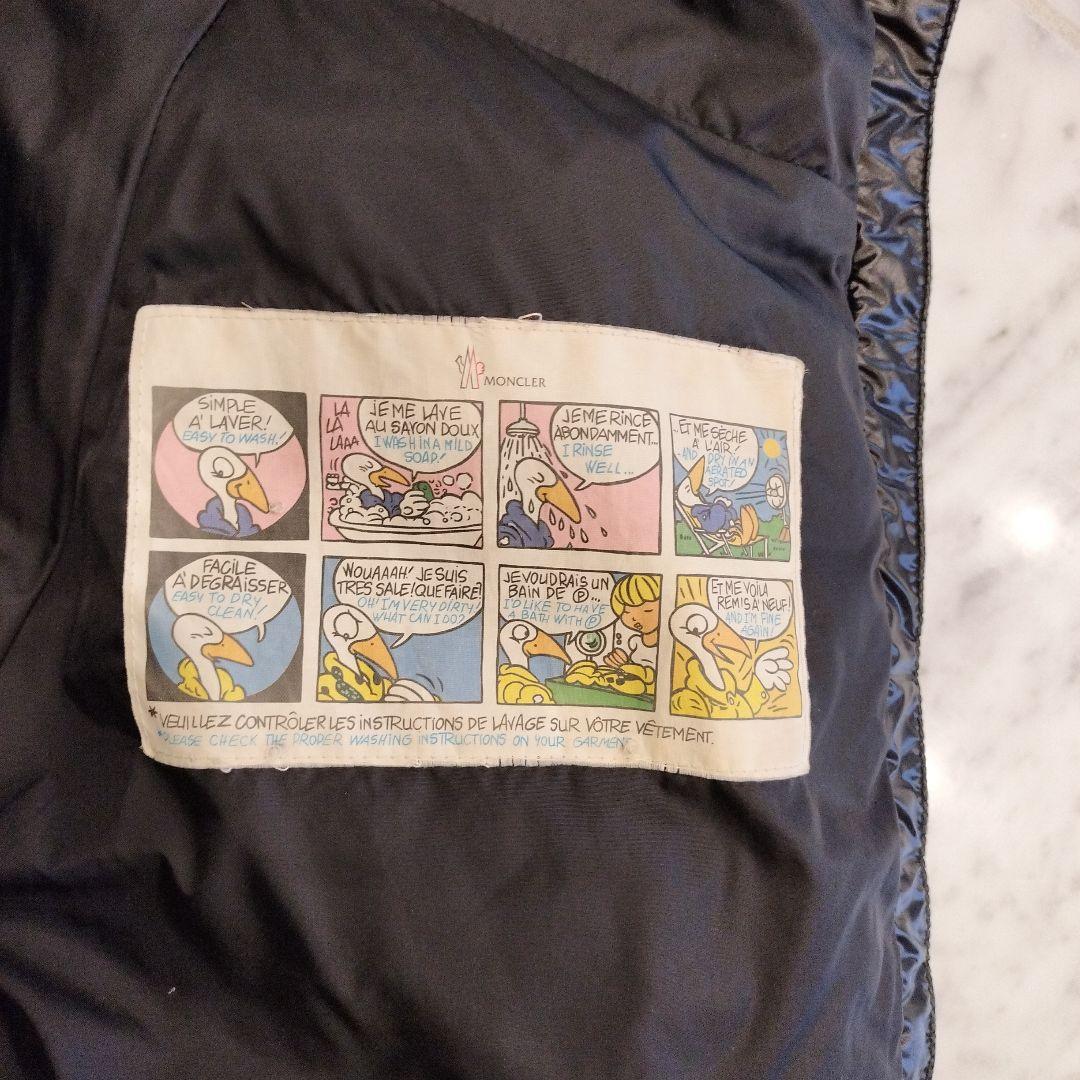 MONCLER
SIMPLE
A' LAVER!
EASY TO WASH!
LA
LÀ
LAAA
JE ME LAVE
AU SAVON DOUX
I WASH IN A MILD
SOAP!
JE ME RINCE
ABONDAMMENT...
I RINSE
WELL...
...ET ME SÈCHE
A' L'AIR!
AND DRY IN AN
AERATED
SPOT!
FACILE
A' DEGRAISSER
EASY TO DRY
CLEAN!
WOUAAAH! JE SUIS
TRES SALE! QUE FAIRE?
OH! I'M VERY DIRTY!
WHAT CAN I DO?
JE VOUDRAIS UN
BAIN DE Ⓟ...
I'D LIKE TO HAVE
A BATH WITH Ⓟ
ET ME VOILA
REMIS A' NEUF!
AND I'M FINE
AGAIN!
*VEUILLEZ CONTRÔLER LES INSTRUCTIONS DE LAVAGE SUR VÔTRE VÊTEMENT.
*PLEASE CHECK THE PROPER WASHING INSTRUCTIONS ON YOUR GARMENT